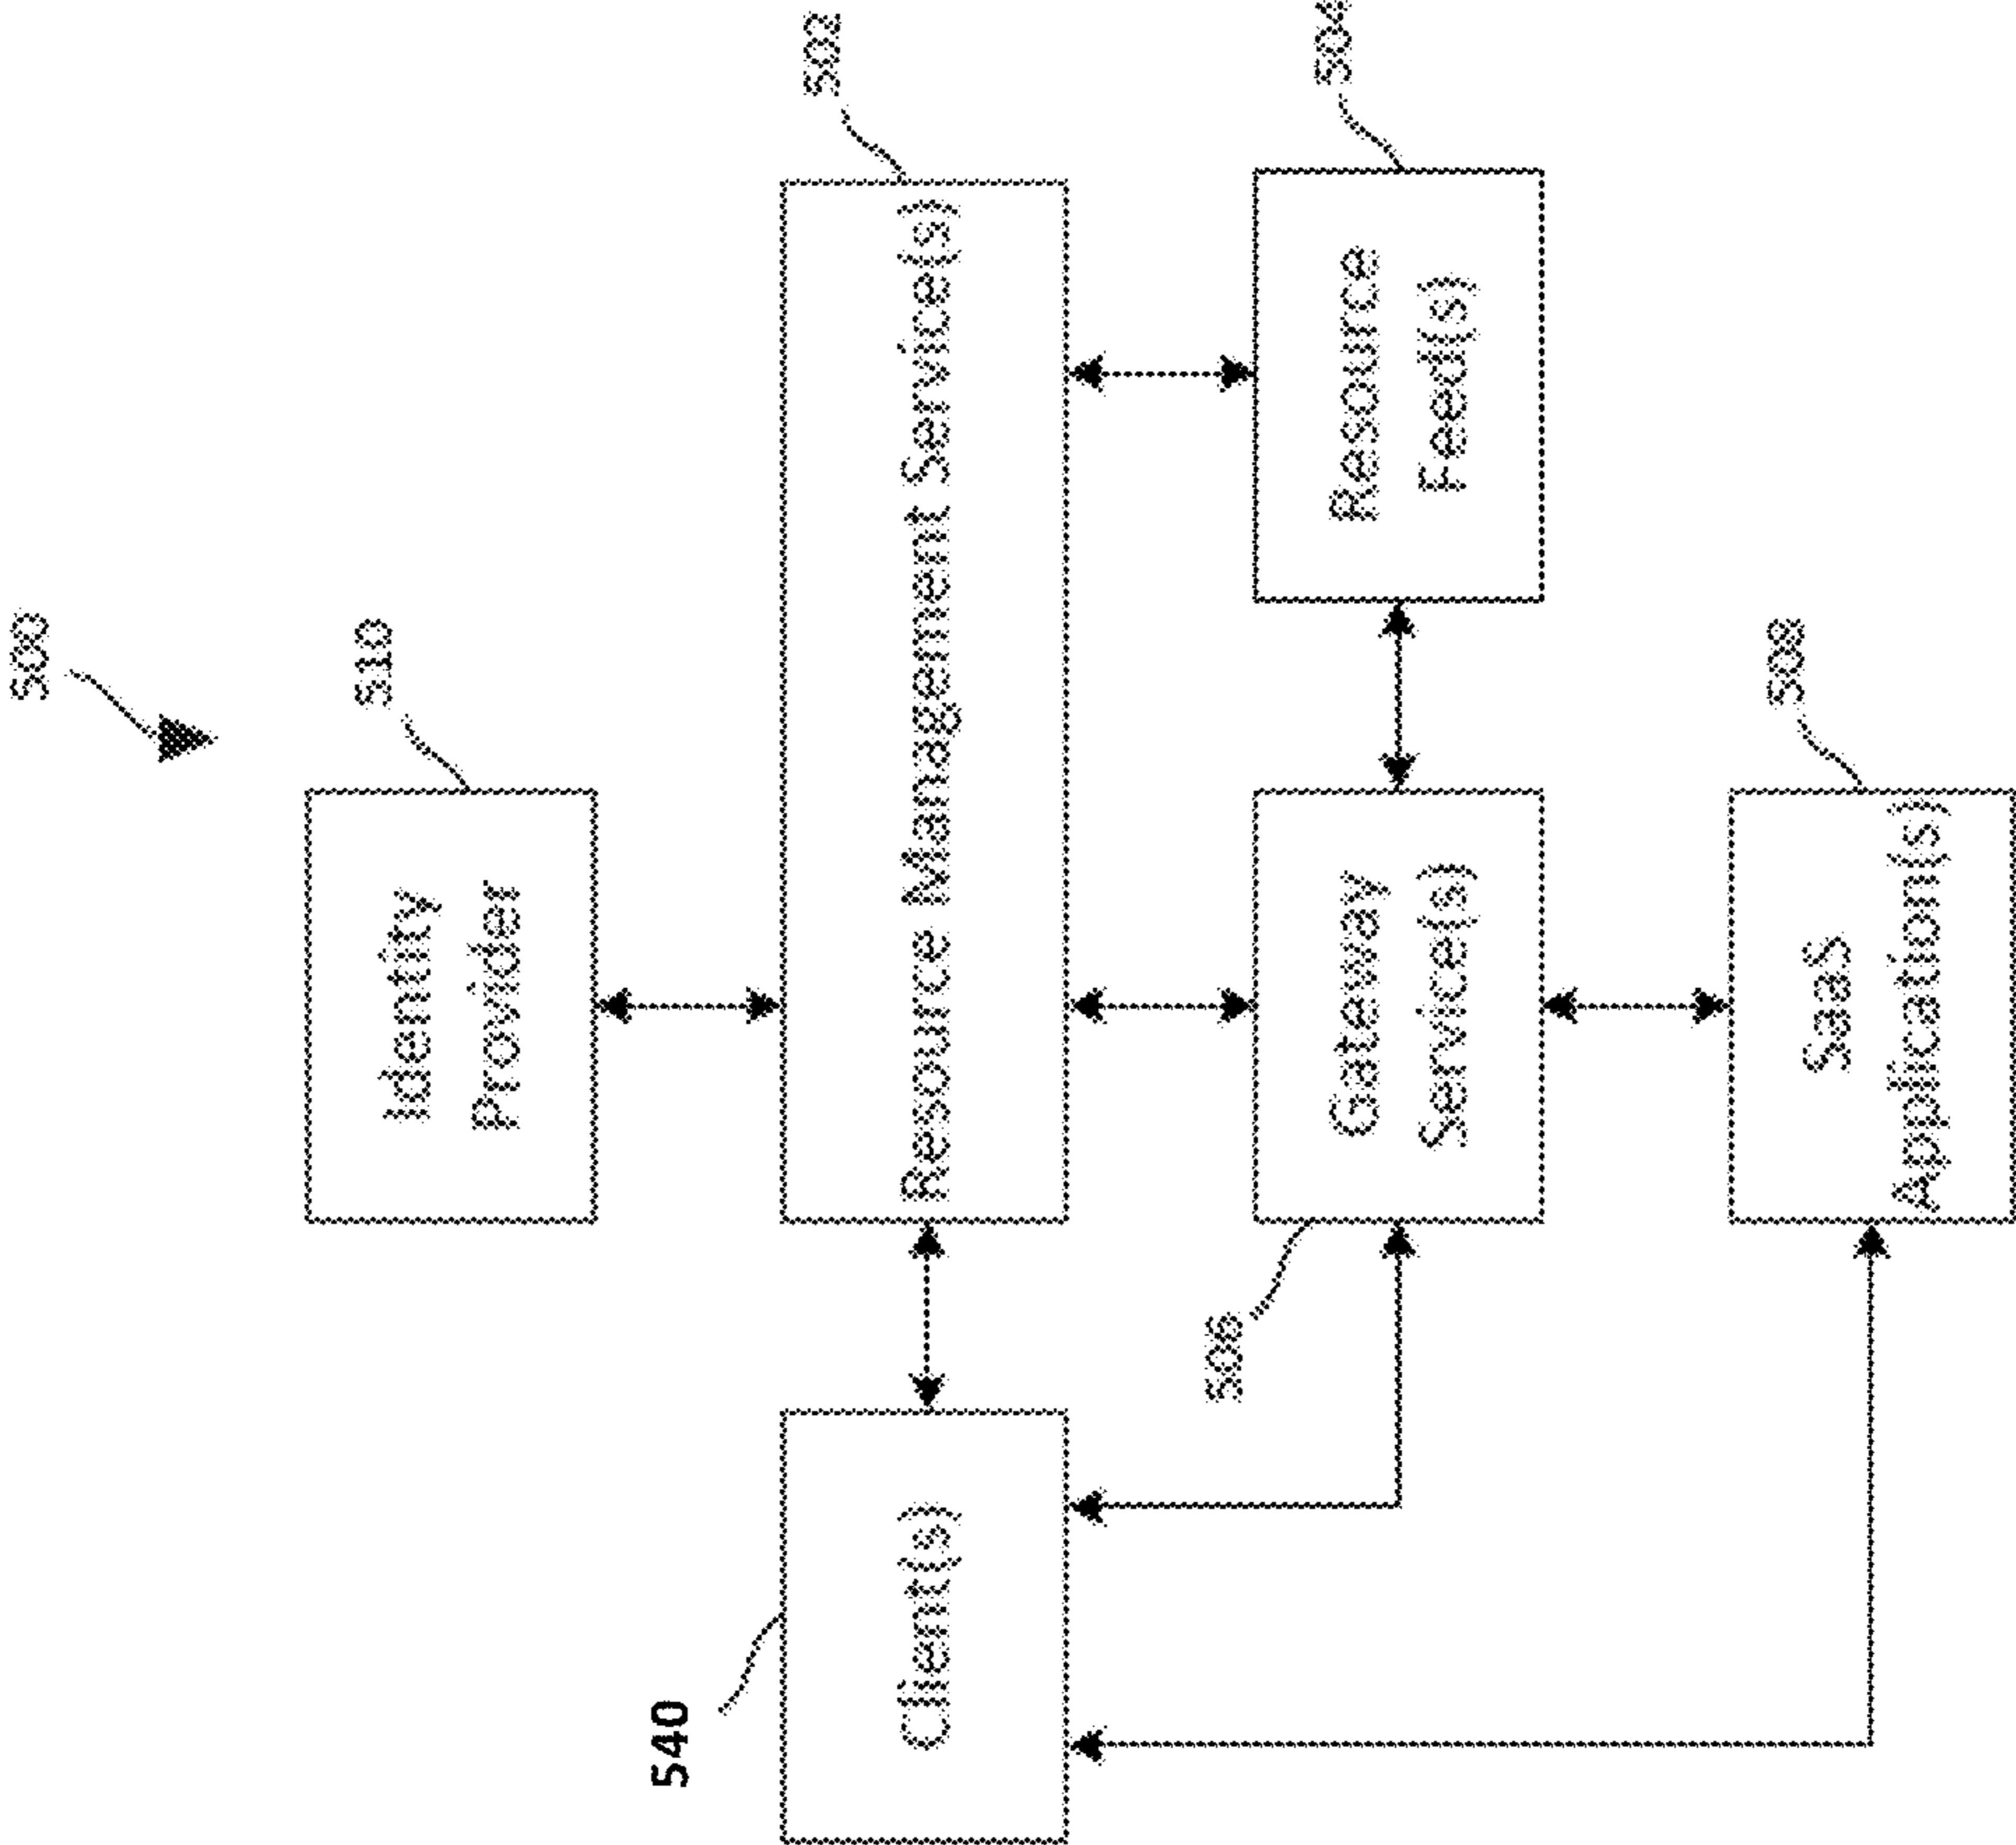 500
510
Identity
Provider
502
Resource Management Service(s)
540
Client(s)
506
Gateway
Service(s)
504
Resource
Feed(s)
508
SaaS
Application(s)